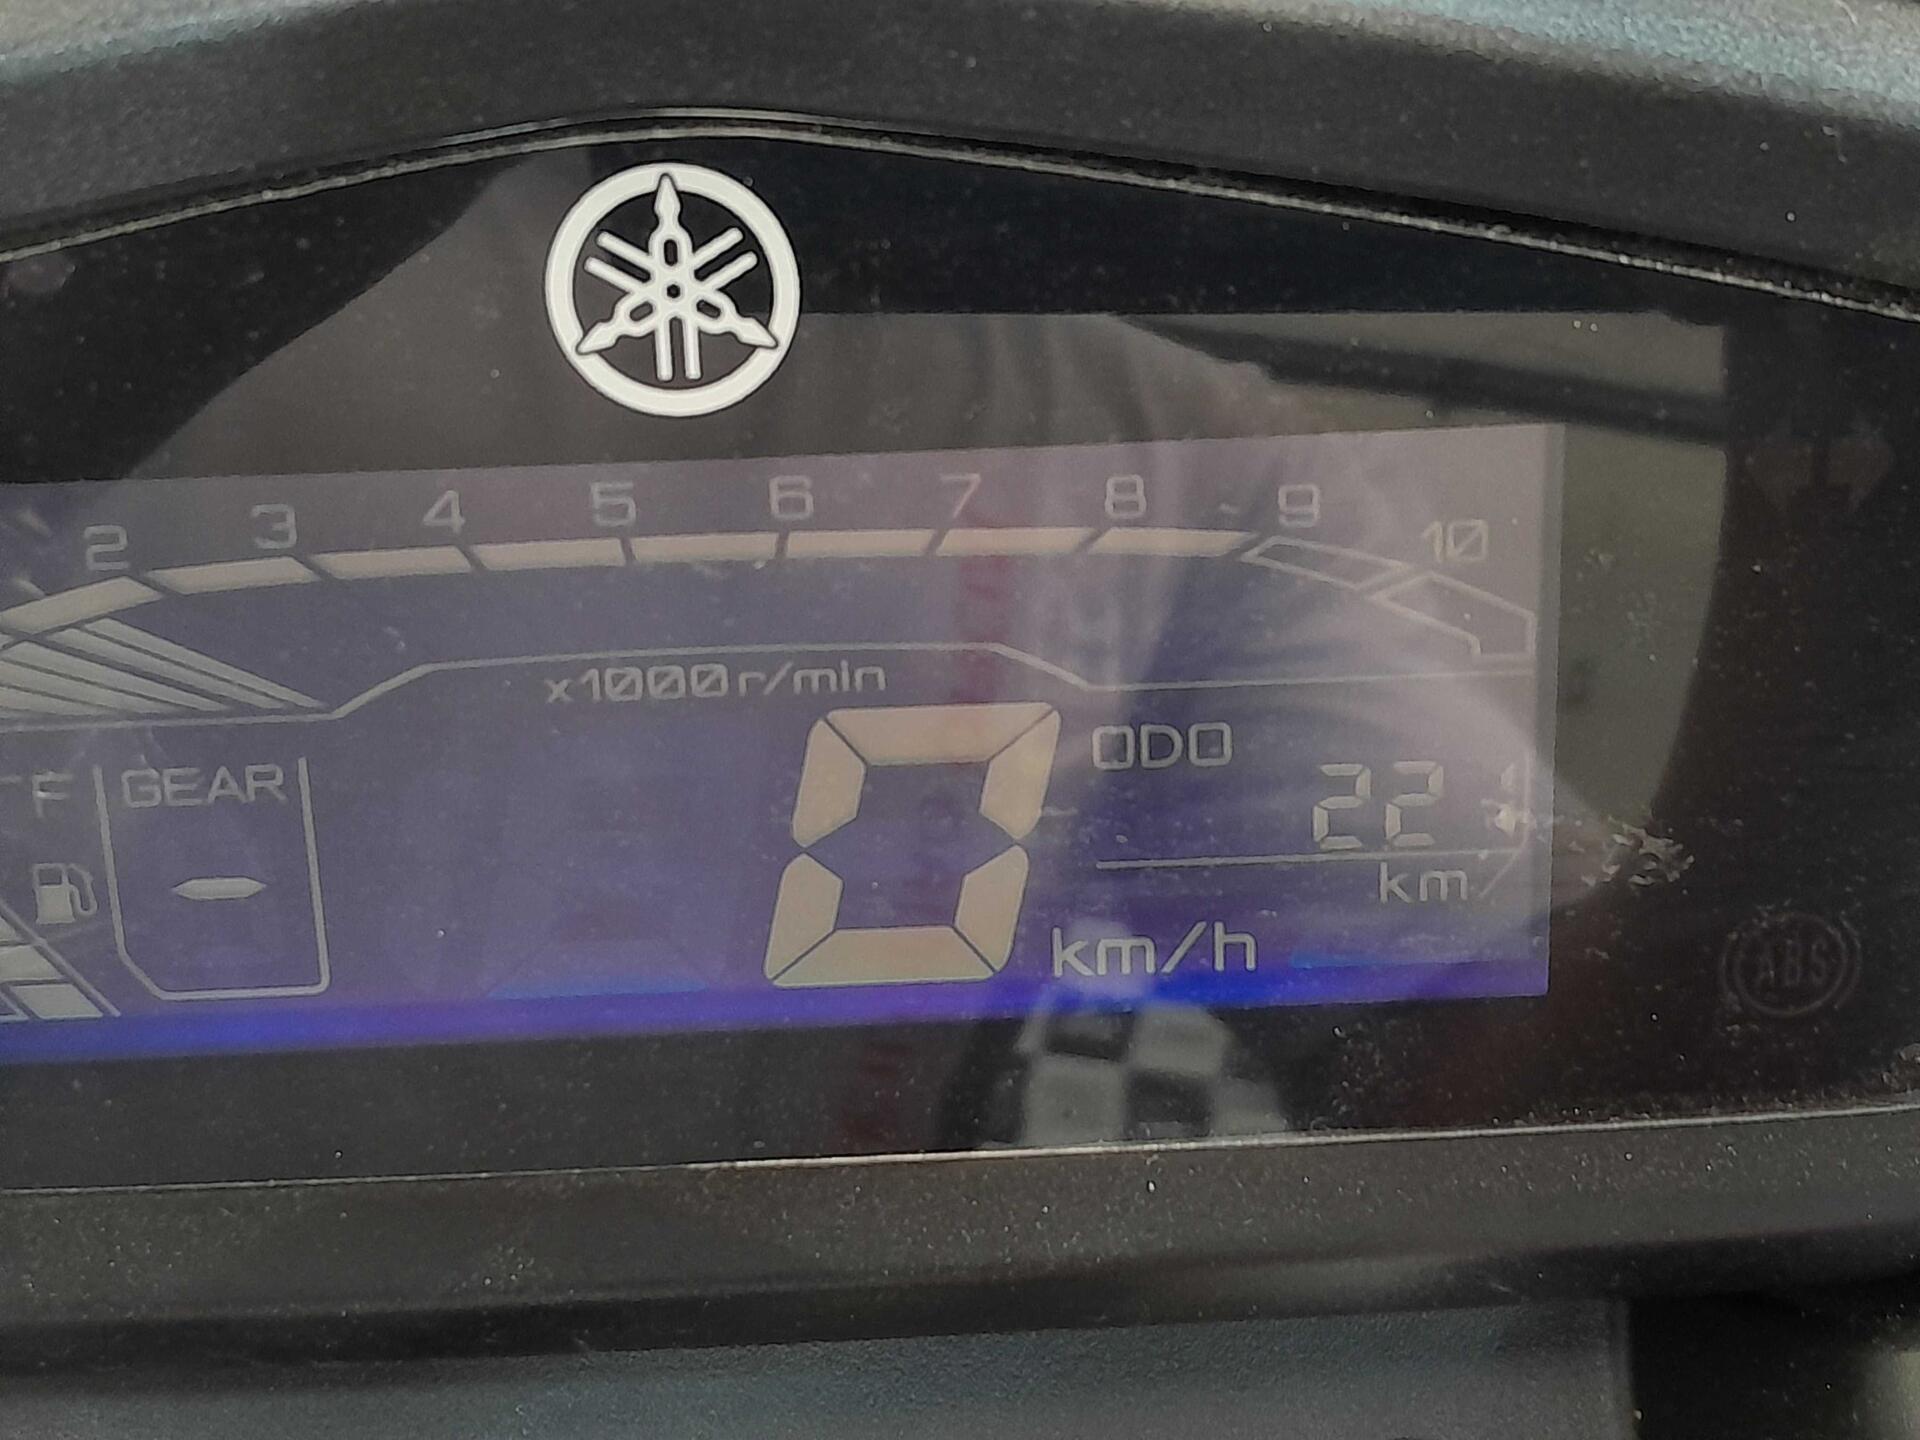 2 3 4 5 6 7 8 9 10
x1000r/min
F GEAR
-
0
ODO
22
km
km/h
ABS